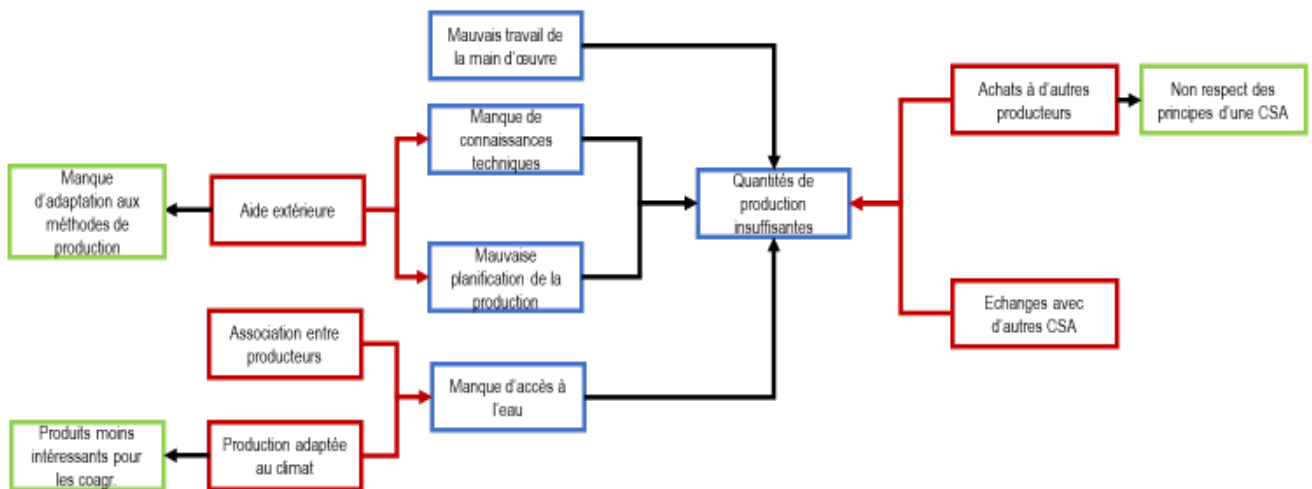 Mauvais travail de
la main d'œuvre
Achats à d'autres
producteurs
Non respect des
principes d'une CSA
Manque de
connaissances
techniques
Manque
d'adaptation aux
méthodes de
production
Aide extérieure
Quantités de
production
insuffisantes
Mauvaise
planification de la
production
Association entre
producteurs
Echanges avec
d'autres CSA
Manque d'accès à
l'eau
Produits moins
intéressants pour
les coagr.
Production adaptée
au climat